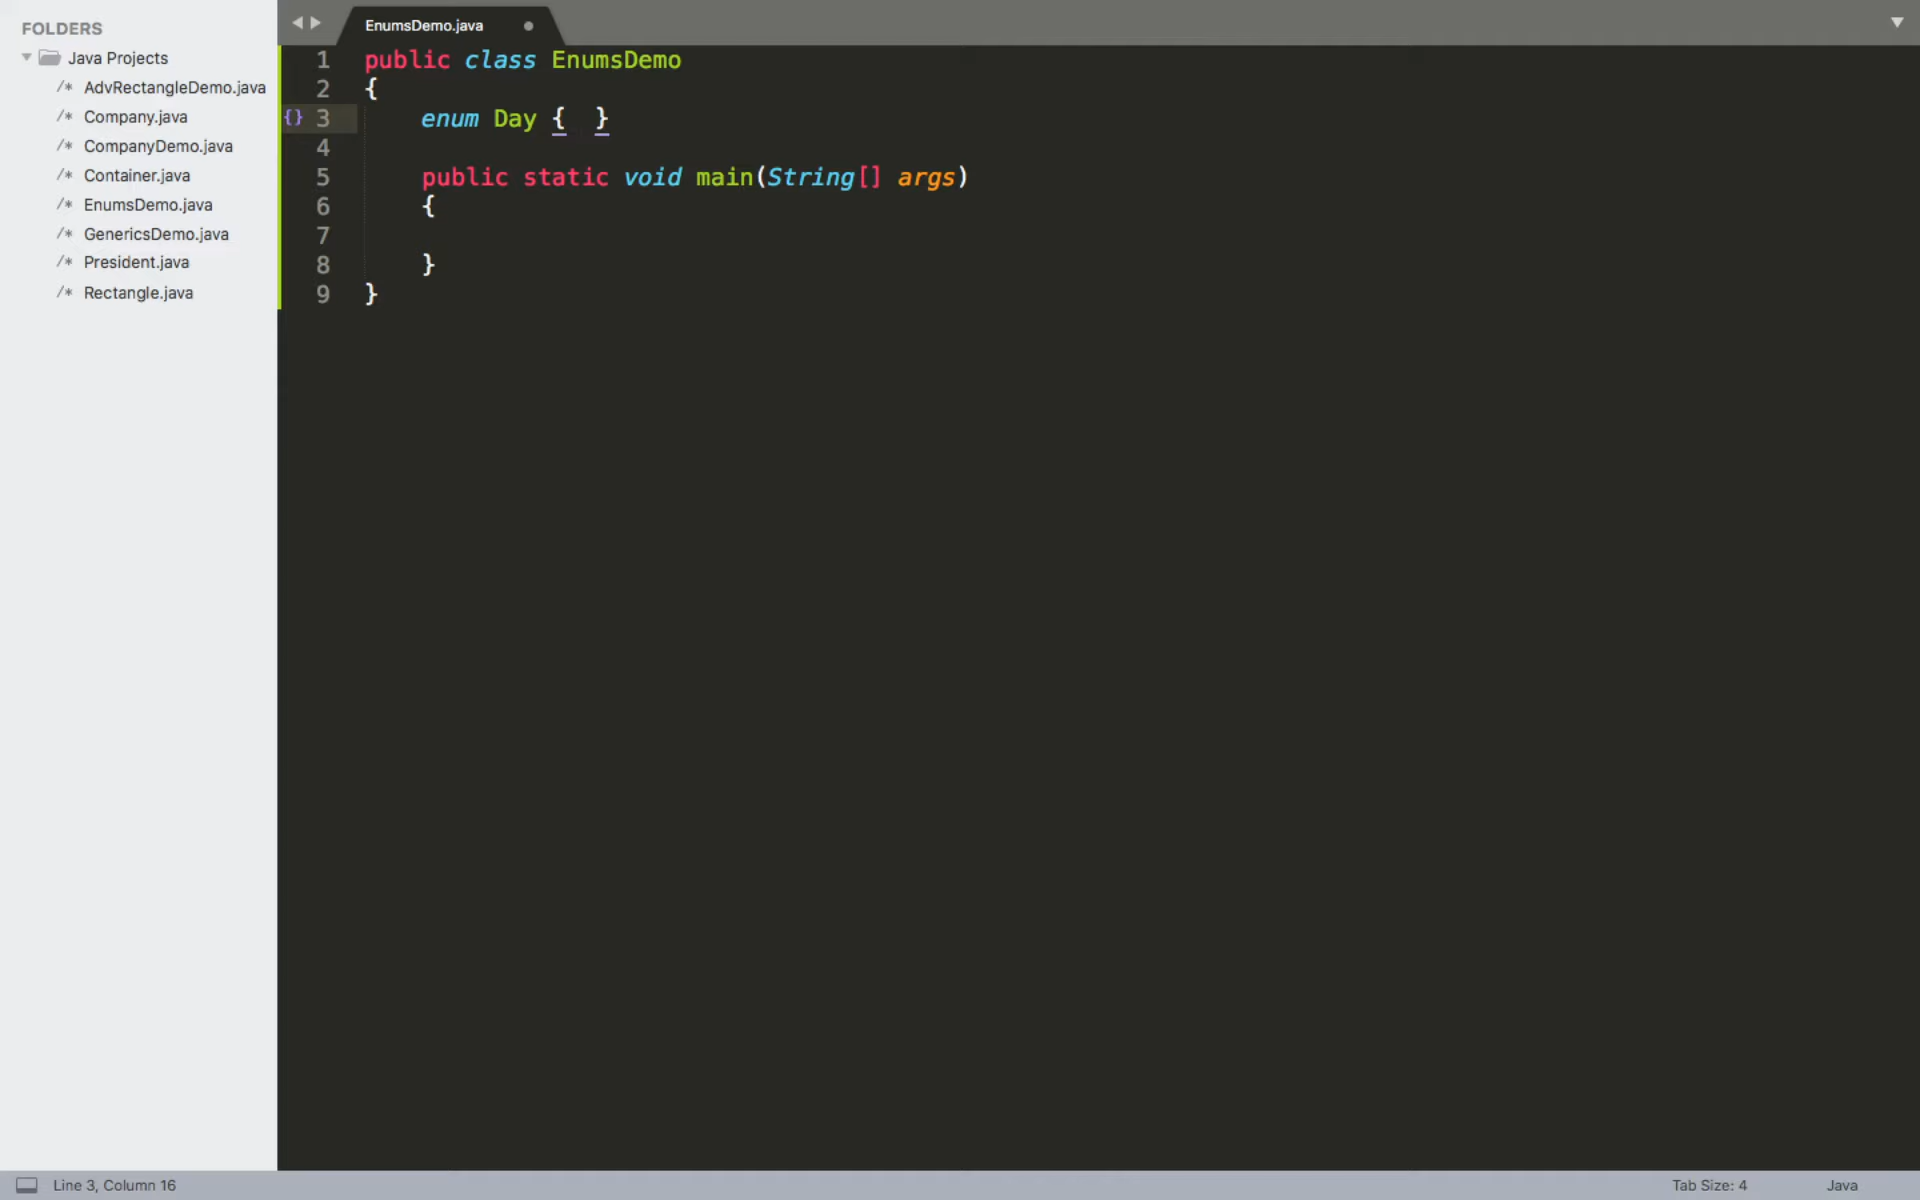 FOLDERS
Java Projects
/* AdvRectangleDemo.java
/* Company.java
/* CompanyDemo.java
/* Container.java
/* EnumsDemo.java
/* GenericsDemo.java
/* President.java
/* Rectangle.java
EnumsDemo.java
1 public class EnumsDemo
2 {
{} 3 enum Day {  }
4
5 public static void main(String[] args)
6 {
7
8 }
9 }
Line 3, Column 16
Tab Size: 4
Java